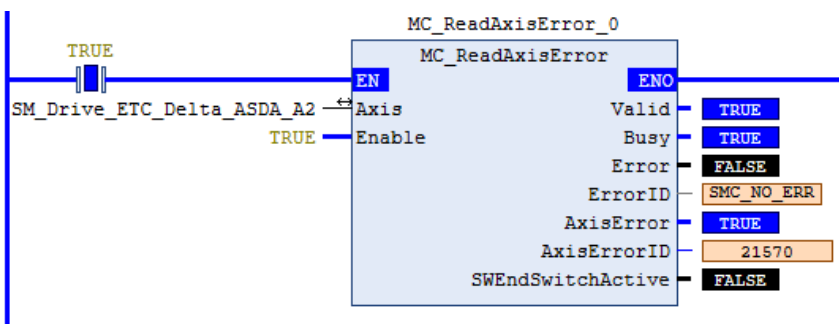 MC_ReadAxisError_0
TRUE
MC_ReadAxisError
EN ENO
SM_Drive_ETC_Delta_ASDA_A2 Axis Valid TRUE
TRUE Enable Busy TRUE
Error FALSE
ErrorID SMC_NO_ERR
AxisError TRUE
AxisErrorID 21570
SWEndSwitchActive FALSE